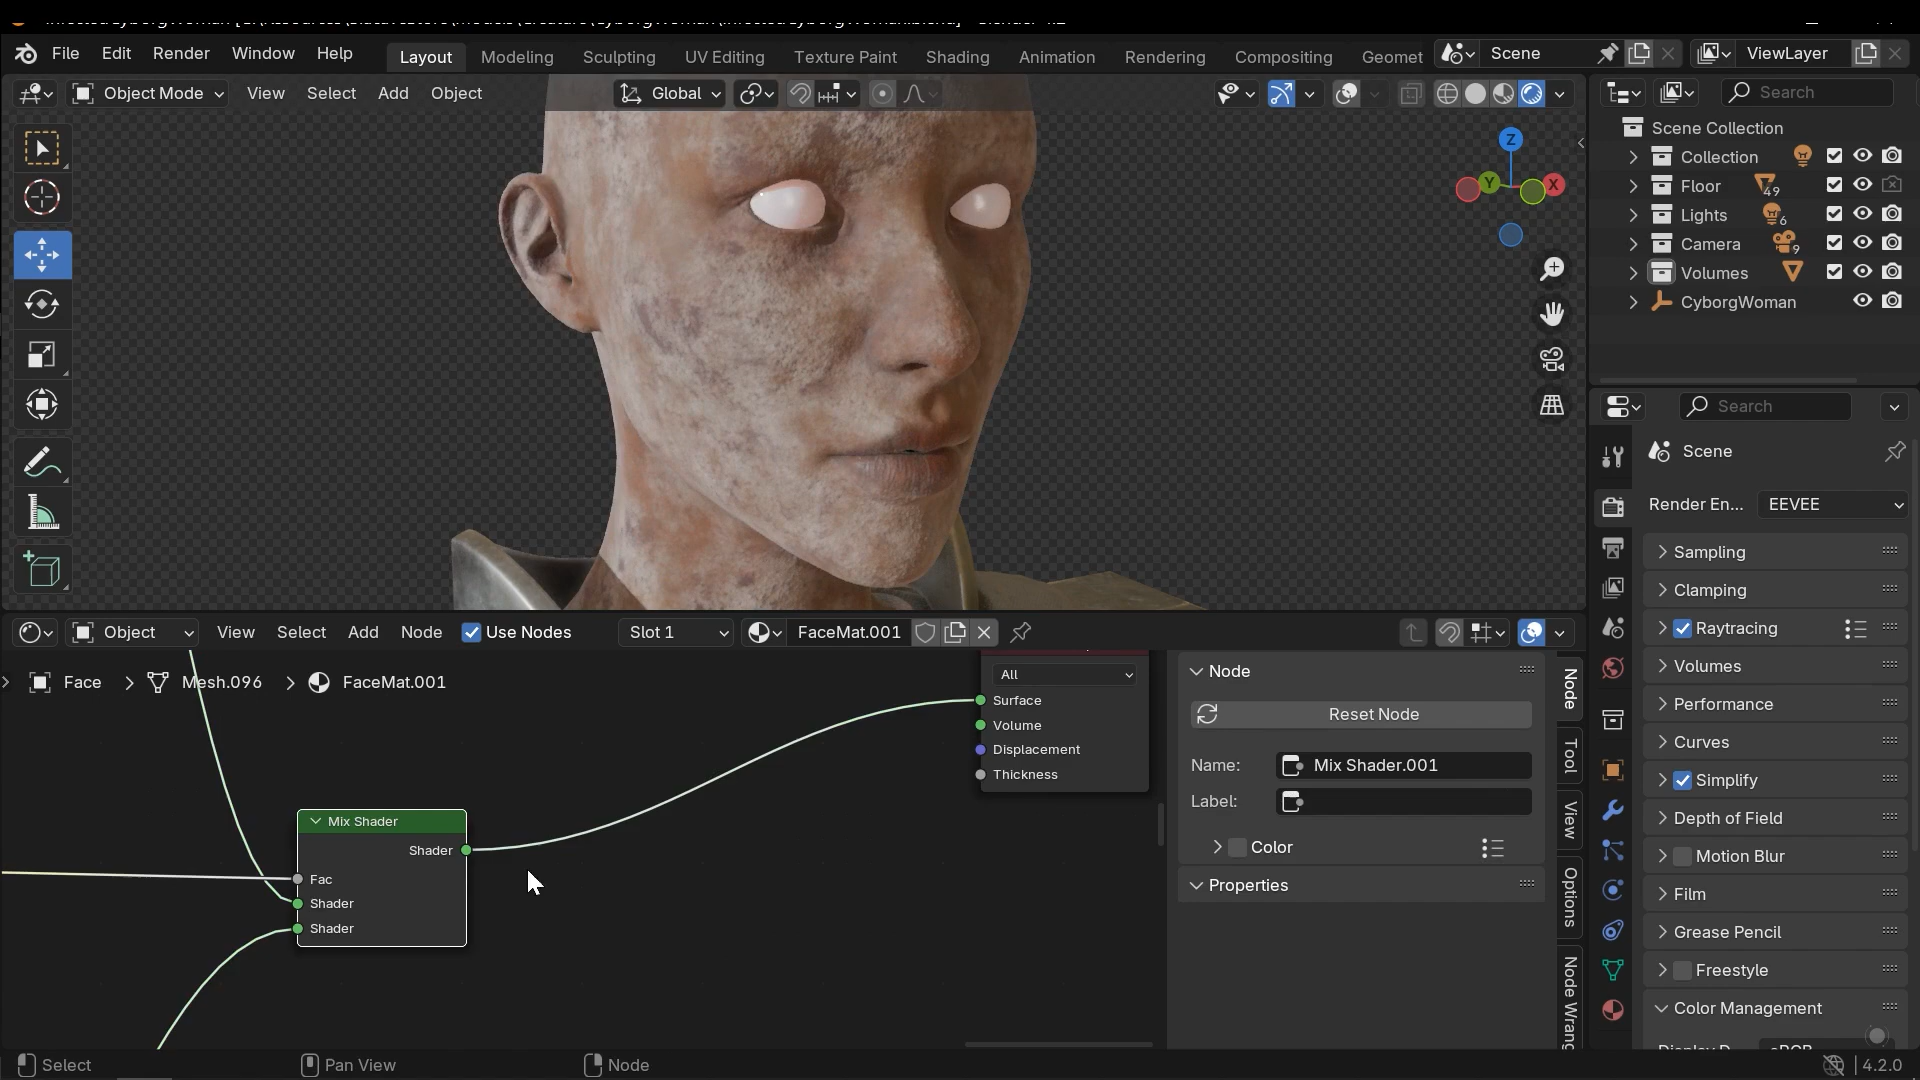 File Edit Render Window Help Layout Modeling Sculpting UV Editing Texture Paint Shading Animation Rendering Compositing Geomet Scene ViewLayer
Object Mode View Select Add Object Global Search
Z
Y
X
Scene Collection
Collection
Floor 49
Lights 6
Camera 9
Volumes
CyborgWoman
Search
Scene
Render En... EEVEE
Sampling
Clamping
Raytracing
Volumes
Performance
Curves
Simplify
Depth of Field
Motion Blur
Film
Grease Pencil
Freestyle
Color Management
Object View Select Add Node Use Nodes Slot 1 FaceMat.001
Face Mesh.096 FaceMat.001
All
Surface
Volume
Displacement
Thickness
Mix Shader
Shader
Fac
Shader
Shader
Node
Reset Node
Name: Mix Shader.001
Label:
Color
Properties
Node
Tool
View
Options
Node Wrang
Select Pan View Node 4.2.0